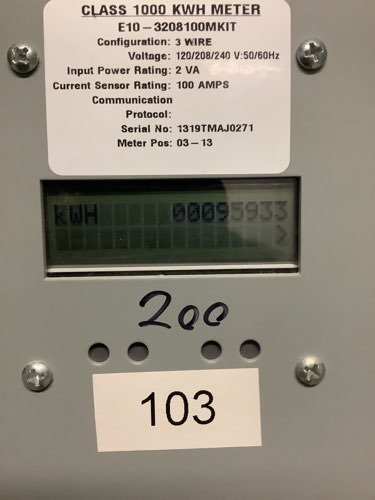 CLASS 1000 KWH METER
E10-3208100MKIT
Configuration: 3 WIRE
Voltage: 120/208/240 V:50/60Hz
Input Power Rating: 2 VA
Current Sensor Rating: 100 AMPS
Communication
Protocol:
Serial No: 1319TMAJ0271
Meter Pos: 03-13
KWH 00095933
>
200
103